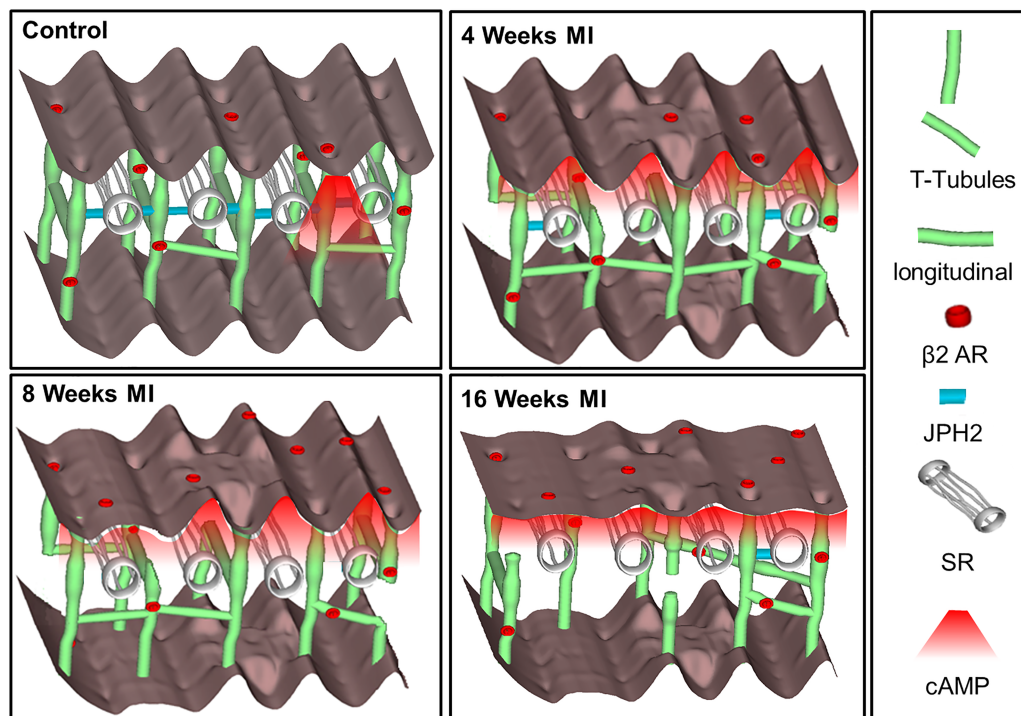 Control
4 Weeks MI
8 Weeks MI
16 Weeks MI
T-Tubules
longitudinal
β2 AR
JPH2
SR
cAMP